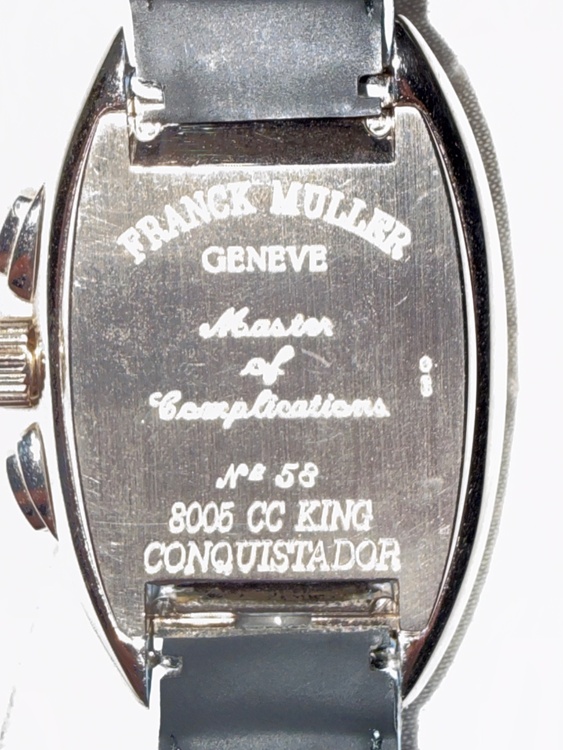 FRANCK MULLER
GENEVE
Master
of
Complications
Nº 58
8005 CC KING
CONQUISTADOR